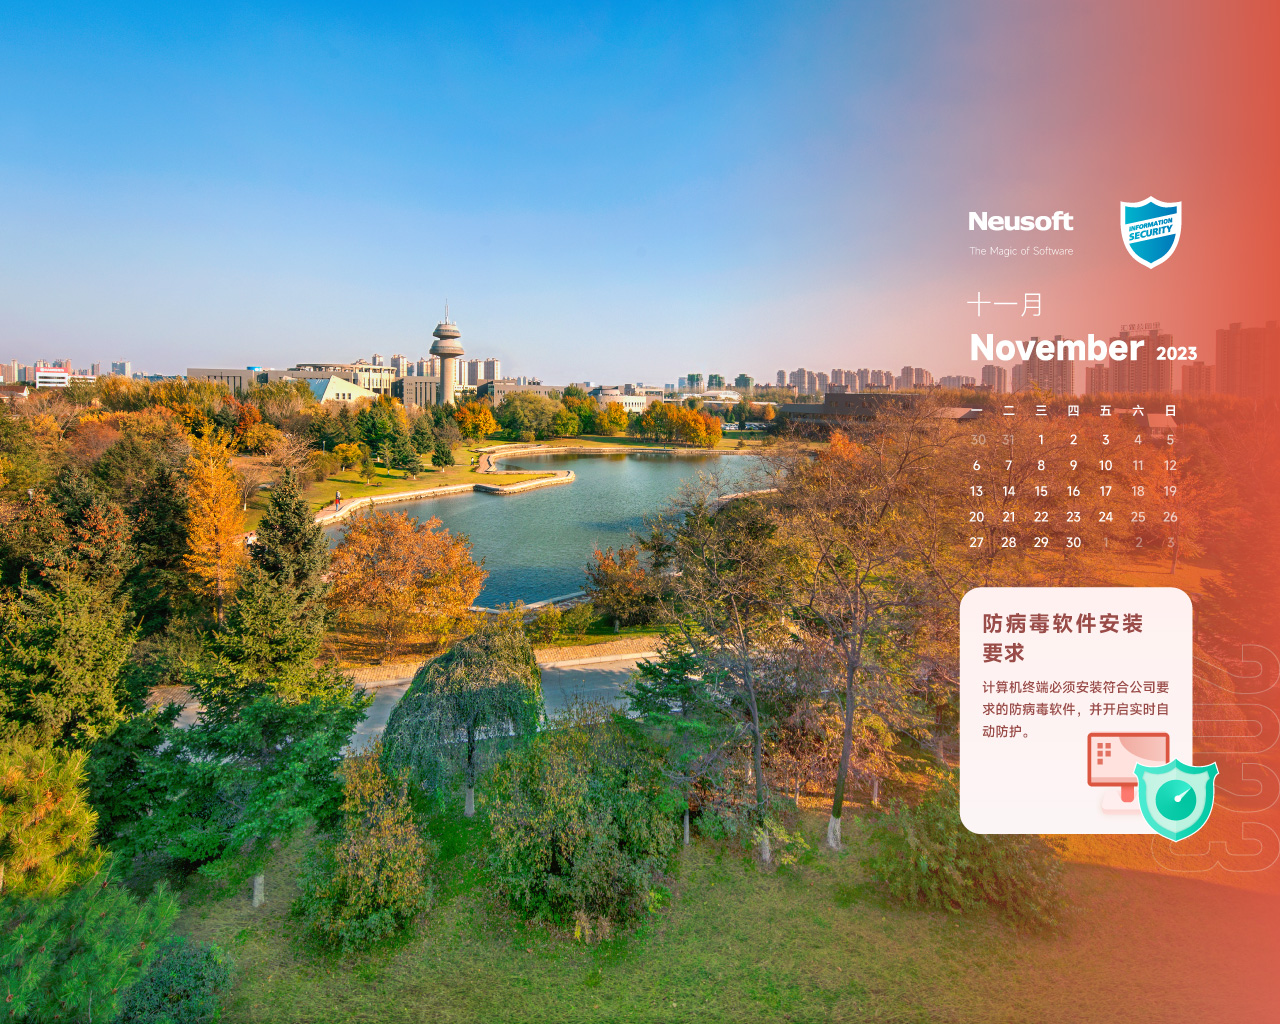 Neusoft
The Magic of Software
INFORMATION
SECURITY
十一月
November 2023
一 二 三 四 五 六 日
30 31 1 2 3 4 5
6 7 8 9 10 11 12
13 14 15 16 17 18 19
20 21 22 23 24 25 26
27 28 29 30 1 2 3
防病毒软件安装
要求
计算机终端必须安装符合公司要
求的防病毒软件，并开启实时自
动防护。
2023